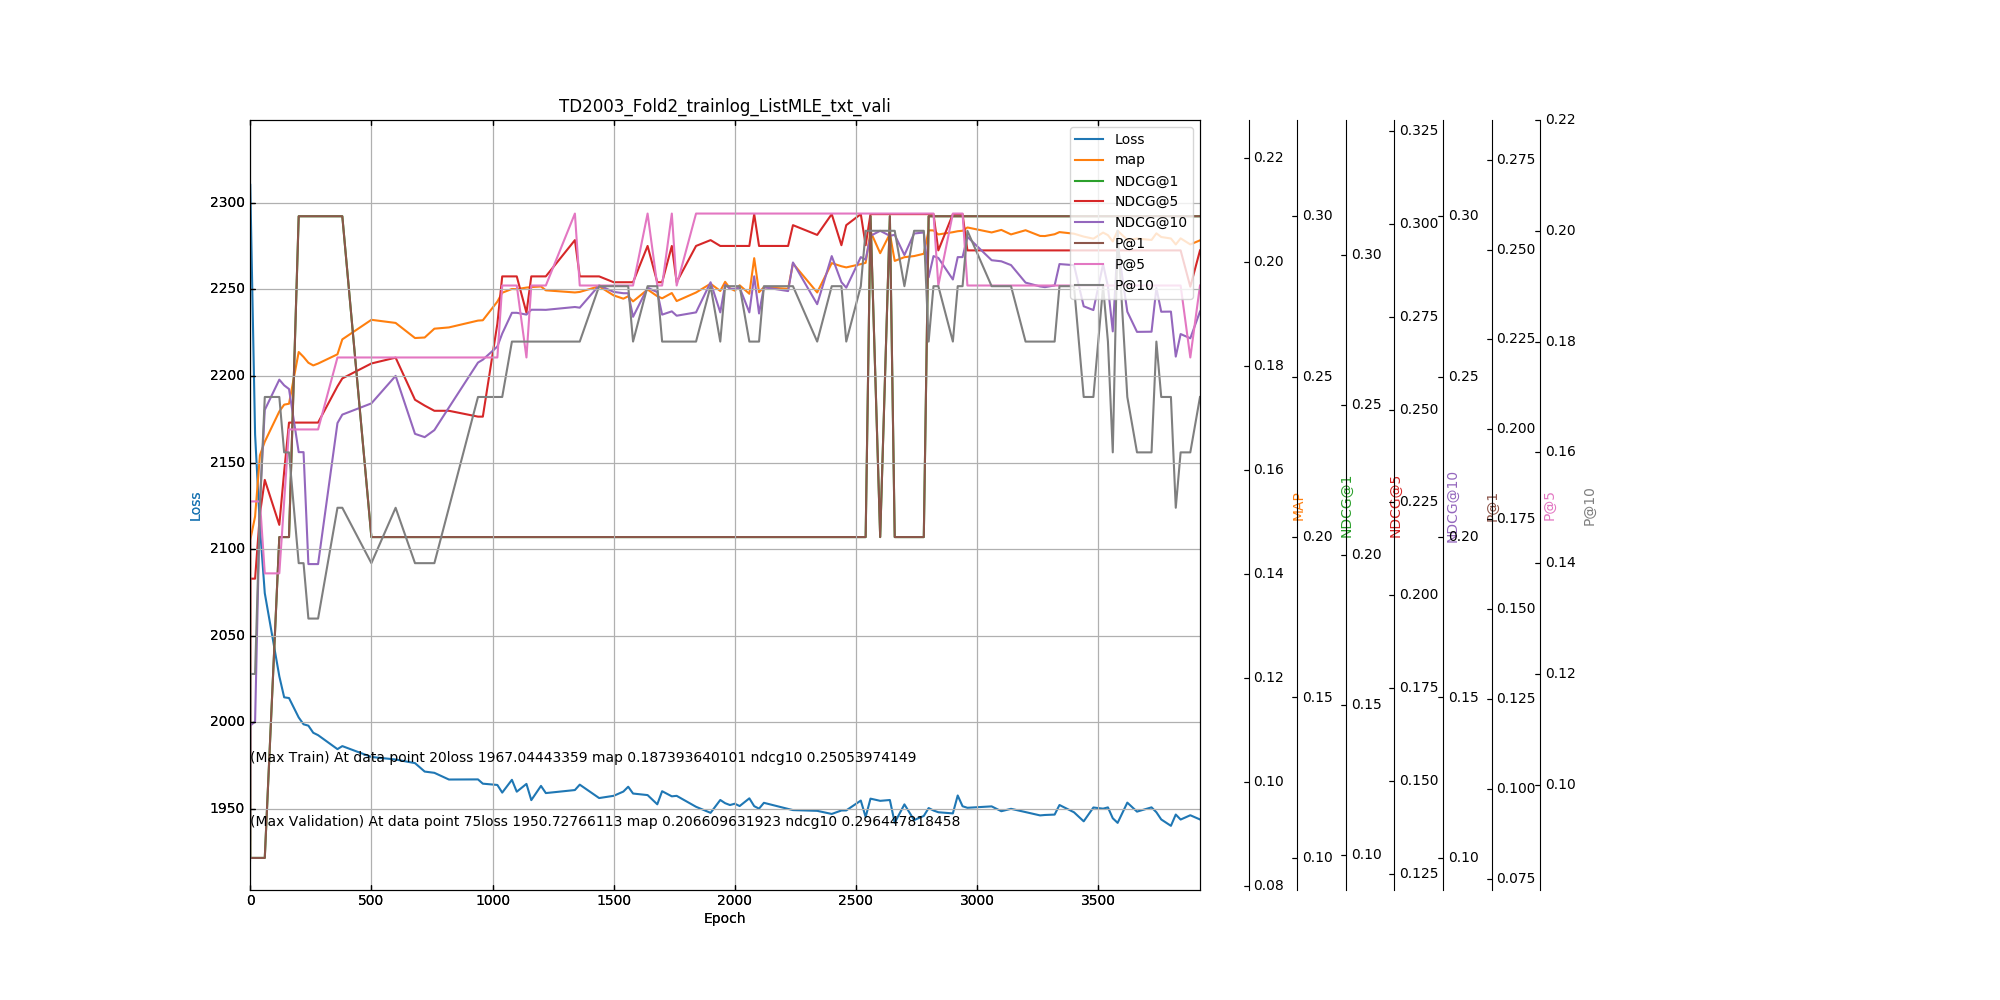 TD2003_Fold2_trainlog_ListMLE_txt_vali
Loss
map
NDCG@1
NDCG@5
NDCG@10
P@1
P@5
P@10
2300
2250
2200
2150
2100
2050
2000
1950
Loss
(Max Train) At data point 20loss 1967.04443359 map 0.187393640101 ndcg10 0.25053974149
(Max Validation) At data point 75loss 1950.72766113 map 0.206609631923 ndcg10 0.296447818458
0 500 1000 1500 2000 2500 3000 3500
Epoch
0.22
0.20
0.18
0.16
0.14
0.12
0.10
0.08
MAP
0.30
0.25
0.20
0.15
0.10
NDCG@1
0.30
0.25
0.20
0.15
0.10
NDCG@5
0.325
0.300
0.275
0.250
0.225
0.200
0.175
0.150
0.125
NDCG@10
0.30
0.25
0.20
0.15
0.10
P@1
0.275
0.250
0.225
0.200
0.175
0.150
0.125
0.100
0.075
P@5
0.22
0.20
0.18
0.16
0.14
0.12
0.10
P@10